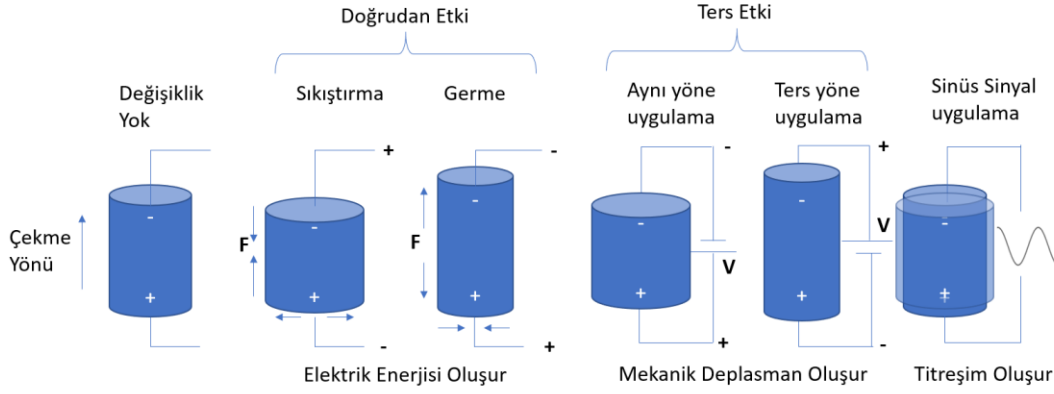 Doğrudan Etki
Ters Etki
Değişiklik
Yok
Sıkıştırma
Germe
Aynı yöne
uygulama
Ters yöne
uygulama
Sinüs Sinyal
uygulama
Çekme
Yönü
-
+
+
F
-
+
-
-
F
-
+
+
-
-
+
V
+
+
-
+
V
-
-
+
Elektrik Enerjisi Oluşur
Mekanik Deplasman Oluşur
Titreşim Oluşur